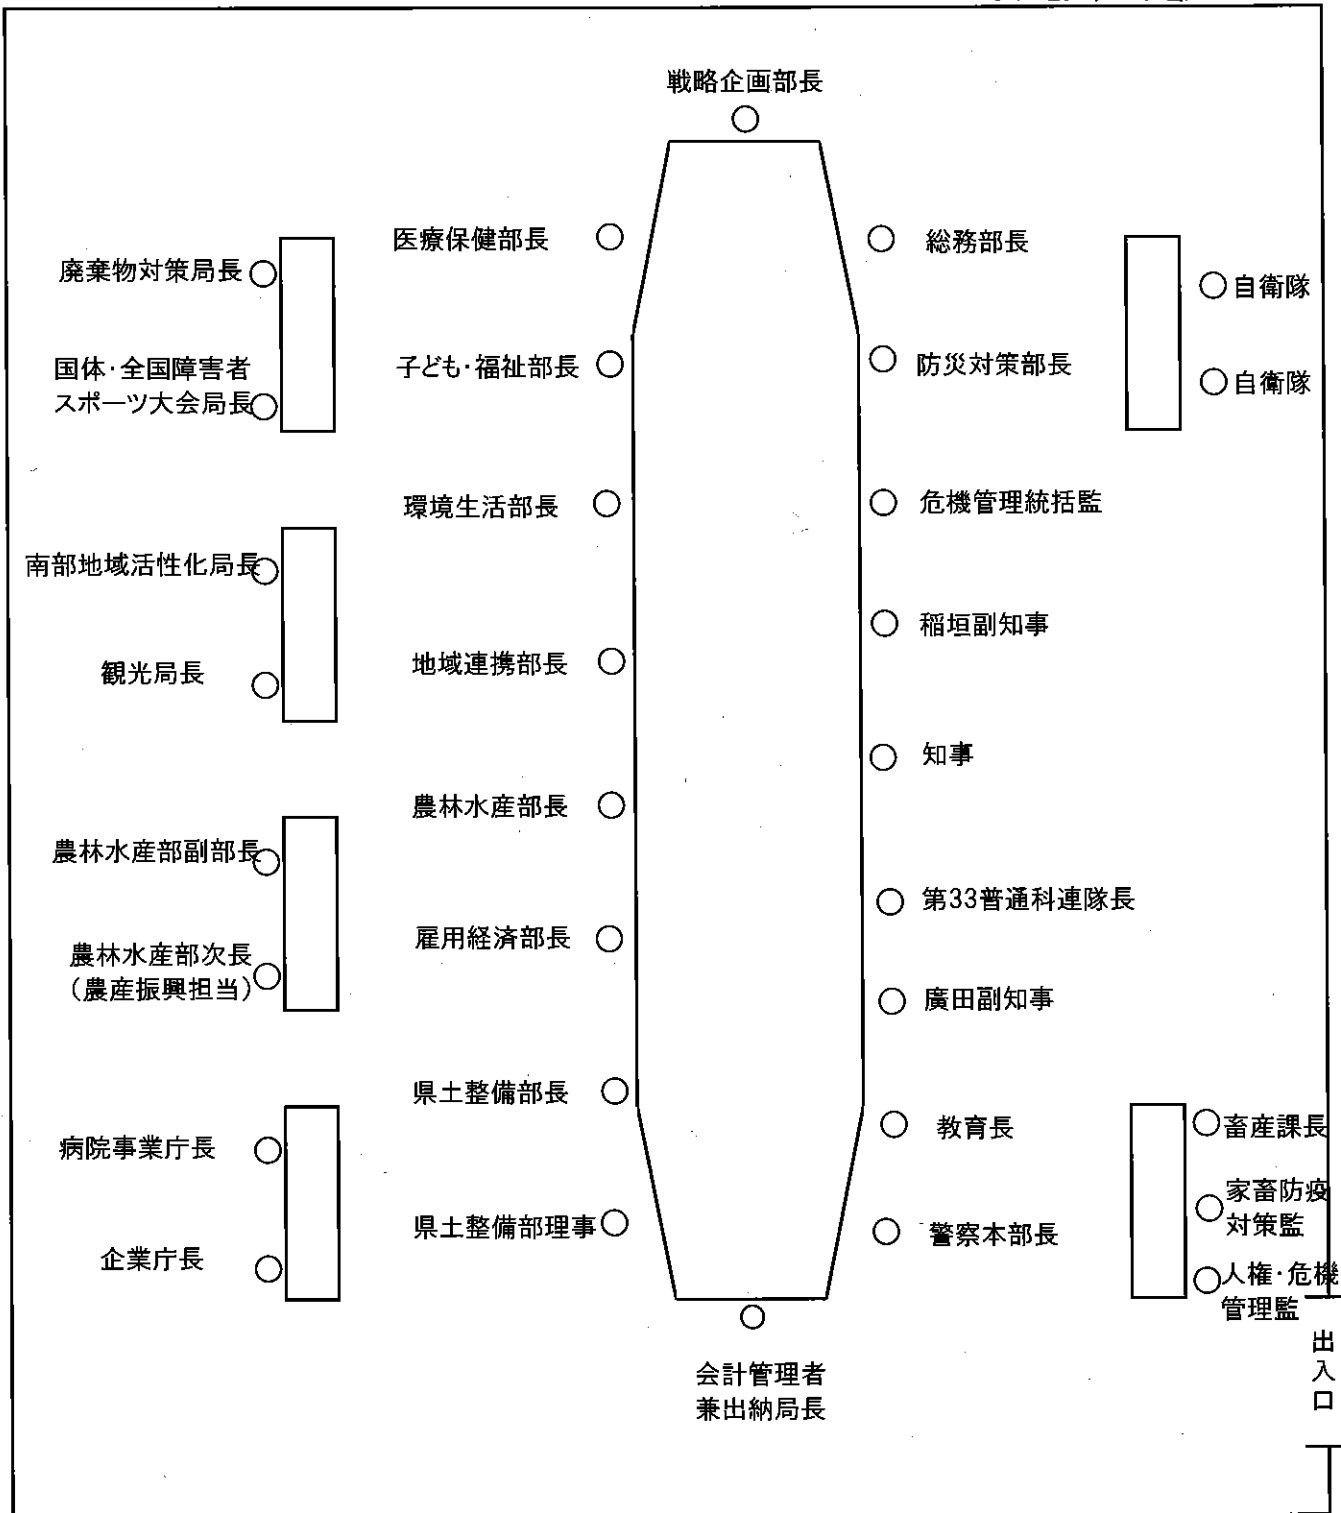 戦略企画部長
医療保健部長
総務部長
廃棄物対策局長
自衛隊
国体・全国障害者
スポーツ大会局長
子ども・福祉部長
防災対策部長
自衛隊
環境生活部長
危機管理統括監
南部地域活性化局長
稲垣副知事
観光局長
地域連携部長
知事
農林水産部長
農林水産部副部長
第33普通科連隊長
雇用経済部長
農林水産部次長
（農産振興担当）
廣田副知事
県土整備部長
教育長
畜産課長
病院事業庁長
家畜防疫
対策監
県土整備部理事
警察本部長
企業庁長
人権・危機
管理監
会計管理者
兼出納局長
出入口